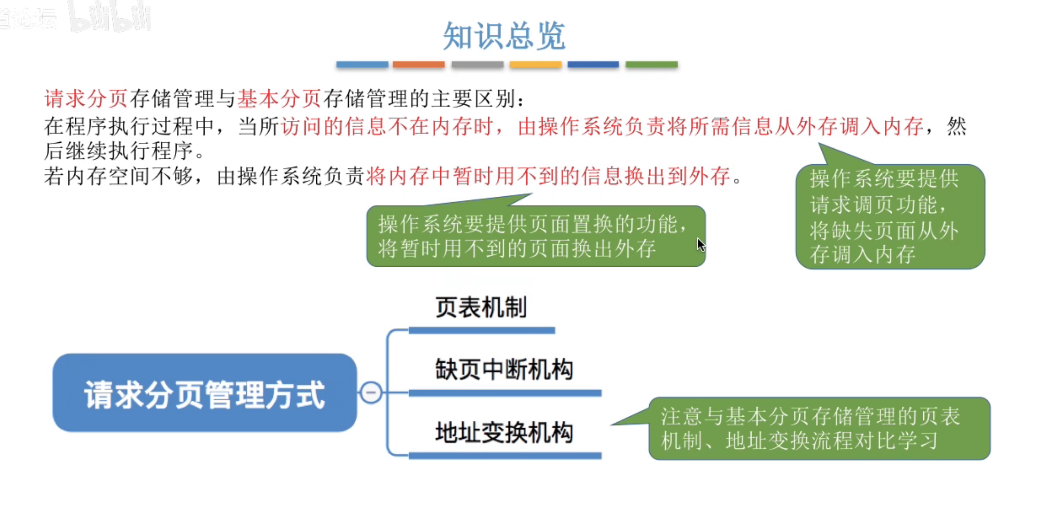 bilibili
知识总览
请求分页存储管理与基本分页存储管理的主要区别：
在程序执行过程中，当所访问的信息不在内存时，由操作系统负责将所需信息从外存调入内存，然
后继续执行程序。
若内存空间不够，由操作系统负责将内存中暂时用不到的信息换出到外存。
操作系统要提供
请求调页功能，
将缺失页面从外
存调入内存
操作系统要提供页面置换的功能，
将暂时用不到的页面换出外存
请求分页管理方式
页表机制
缺页中断机构
地址变换机构
注意与基本分页存储管理的页表
机制、地址变换流程对比学习